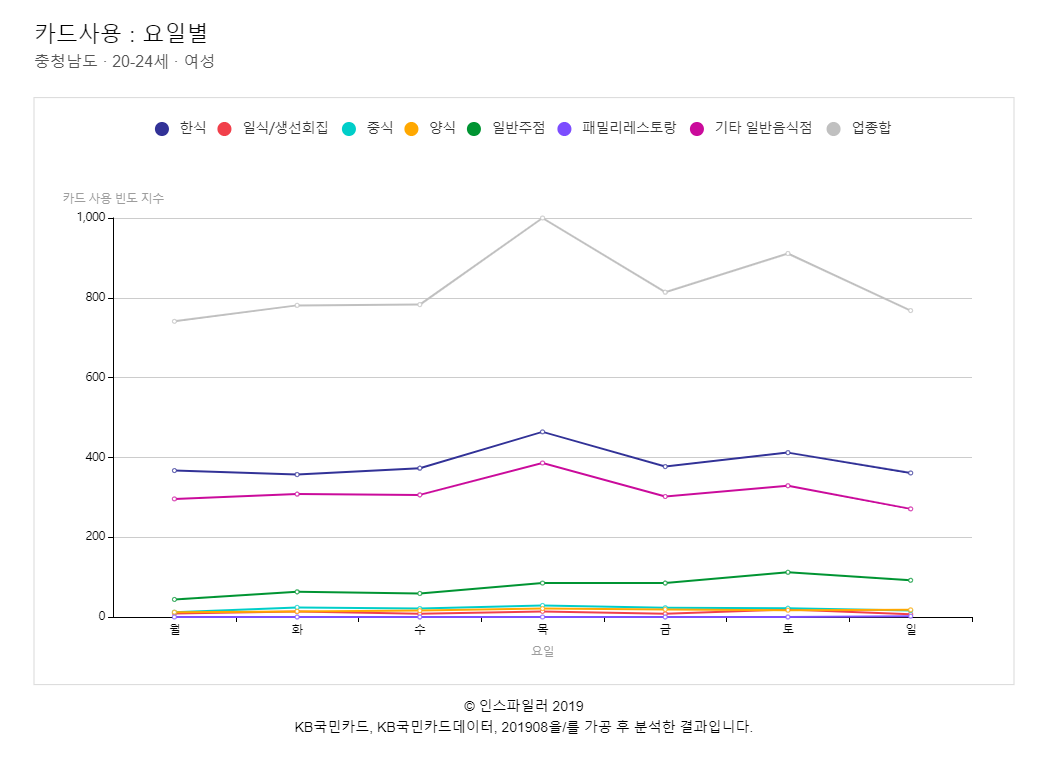 카드사용 : 요일별
충청남도 · 20-24세 · 여성
한식 일식/생선회집 중식 양식 일반주점 패밀리레스토랑 기타 일반음식점 업종합
카드 사용 빈도 지수
1,000
800
600
400
200
0
월 화 수 목 금 토 일
요일
© 인스파일러 2019
KB국민카드, KB국민카드데이터, 201908을/를 가공 후 분석한 결과입니다.